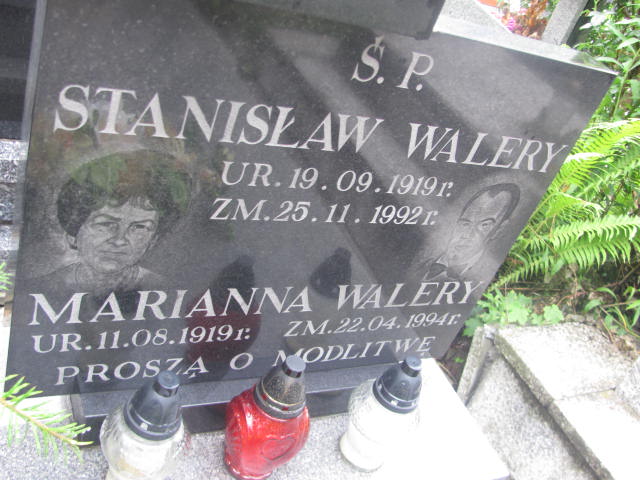 Ś. P.
STANISŁAW WALERY
UR. 19. 09. 1919 r.
ZM. 25. 11. 1992 r.
MARIANNA WALERY
UR. 11. 08. 1919 r. ZM. 22. 04. 1994 r.
PROSZĄ O MODLITWĘ